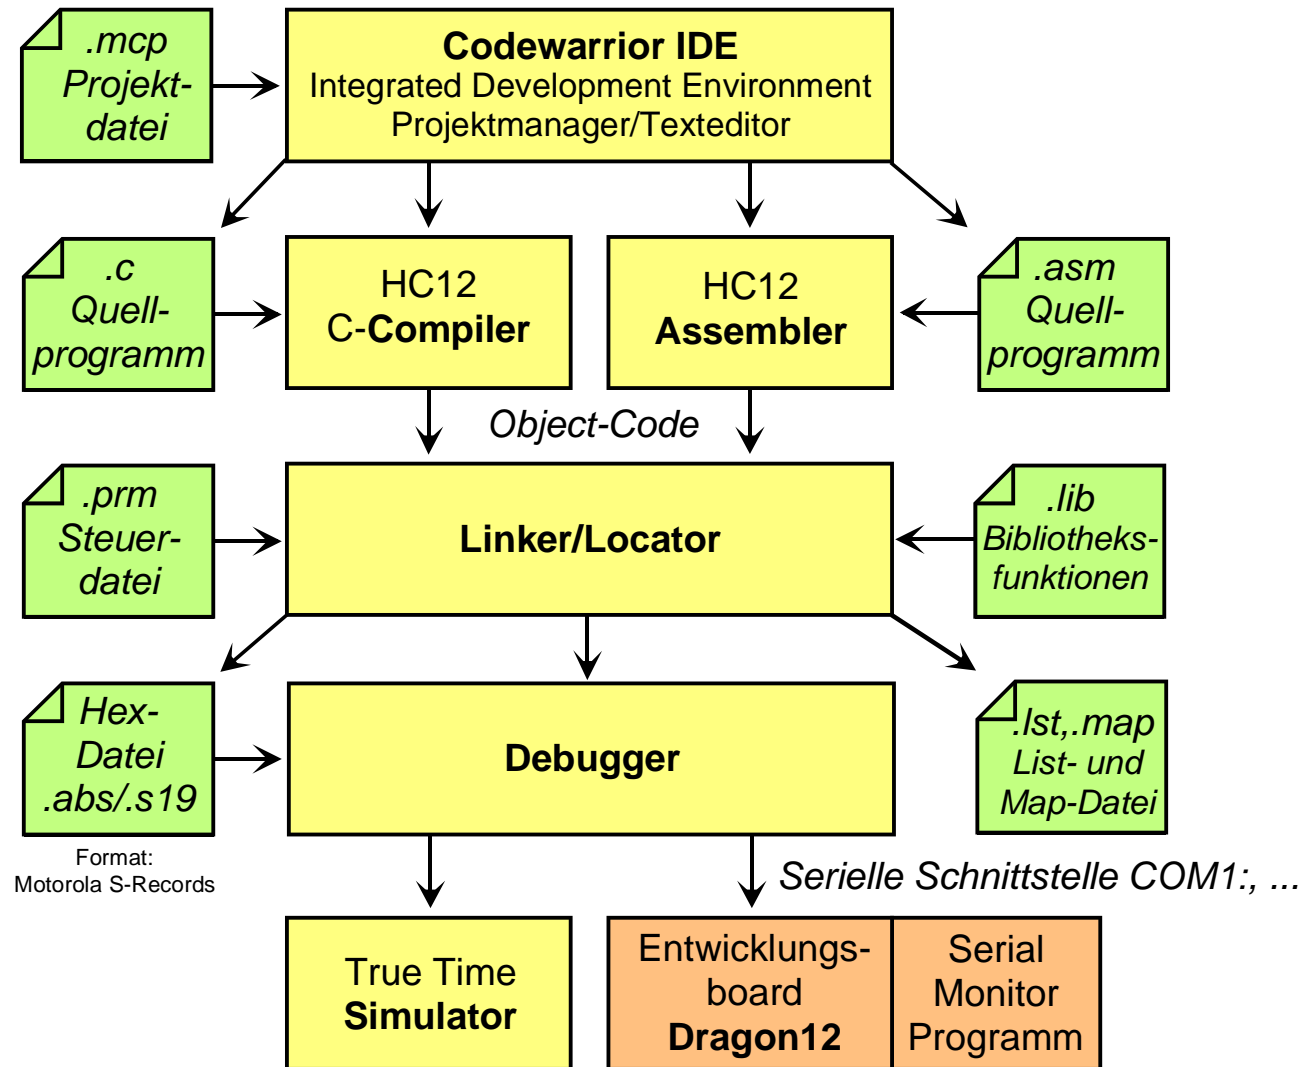 .mcp
Projekt-
datei
Codewarrior IDE
Integrated Development Environment
Projektmanager/Texteditor
.c
Quell-
programm
HC12
C-Compiler
HC12
Assembler
.asm
Quell-
programm
Object-Code
.prm
Steuer-
datei
Linker/Locator
.lib
Bibliotheks-
funktionen
Hex-
Datei
.abs/.s19
Format:
Motorola S-Records
Debugger
.lst,.map
List- und
Map-Datei
Serielle Schnittstelle COM1:, ...
True Time
Simulator
Entwicklungs-
board
Dragon12
Serial
Monitor
Programm